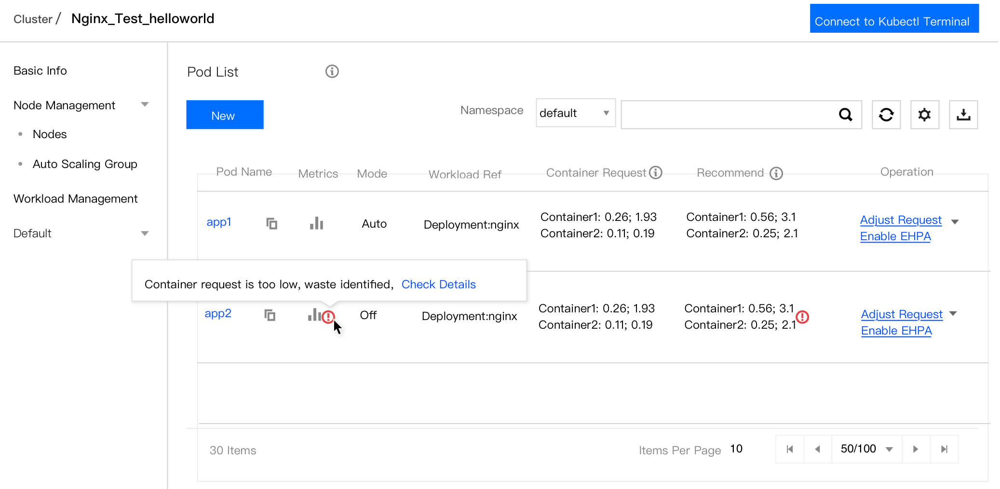 Cluster / Nginx_Test_helloworld
Connect to Kubectl Terminal
Basic Info
Node Management
Nodes
Auto Scaling Group
Workload Management
Default
Pod List
New
Namespace
default
Pod Name Metrics Mode Workload Ref Container Request Recommend Operation
app1 Auto Deployment:nginx
Container1: 0.26; 1.93
Container2: 0.11; 0.19
Container1: 0.56; 3.1
Container2: 0.25; 2.1
Adjust Request
Enable EHPA
Container request is too low, waste identified, Check Details
app2 Off Deployment:nginx
Container1: 0.26; 1.93
Container2: 0.11; 0.19
Container1: 0.56; 3.1
Container2: 0.25; 2.1
Adjust Request
Enable EHPA
30 Items
Items Per Page 10
50/100